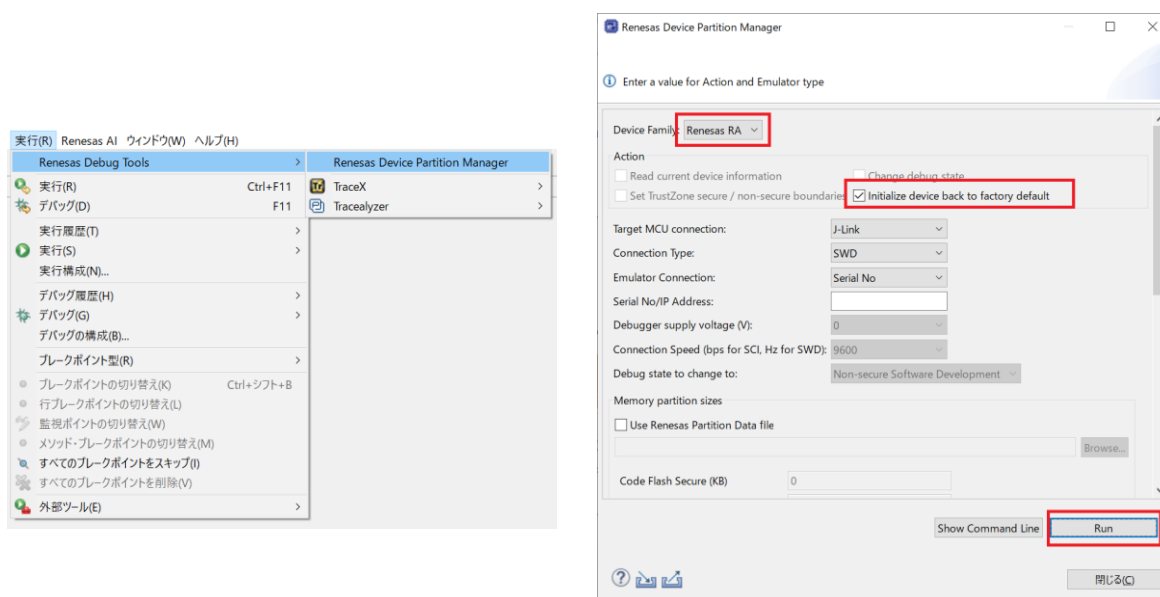 実行(R) Renesas AI ウィンドウ(W) ヘルプ(H)
Renesas Debug Tools
Renesas Device Partition Manager
実行(R) Ctrl+F11
TraceX
デバッグ(D) F11
Tracealyzer
実行履歴(T)
実行(S)
実行構成(N)...
デバッグ履歴(H)
デバッグ(G)
デバッグの構成(B)...
ブレークポイント型(R)
ブレークポイントの切り替え(K) Ctrl+シフト+B
行ブレークポイントの切り替え(L)
監視ポイントの切り替え(W)
メソッド・ブレークポイントの切り替え(M)
すべてのブレークポイントをスキップ(I)
すべてのブレークポイントを削除(V)
外部ツール(E)
Renesas Device Partition Manager
Enter a value for Action and Emulator type
Device Family: Renesas RA
Action
Read current device information Change debug state
Set TrustZone secure / non-secure boundaries Initialize device back to factory default
Target MCU connection: J-Link
Connection Type: SWD
Emulator Connection: Serial No
Serial No/IP Address:
Debugger supply voltage (V): 0
Connection Speed (bps for SCI, Hz for SWD): 9600
Debug state to change to: Non-secure Software Development
Memory partition sizes
Use Renesas Partition Data file
Browse...
Code Flash Secure (KB) 0
Show Command Line Run
閉じる(C)